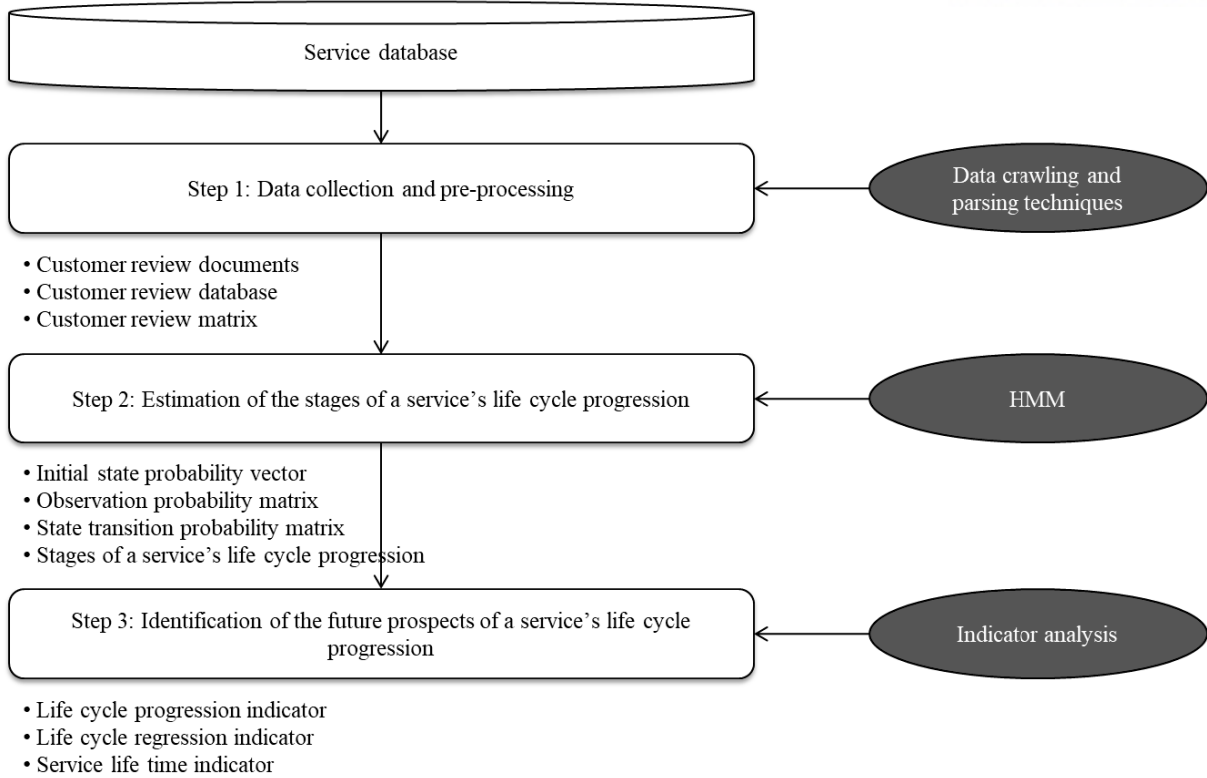 Service database
Step 1: Data collection and pre-processing
Data crawling and
parsing techniques
• Customer review documents
• Customer review database
• Customer review matrix
Step 2: Estimation of the stages of a service’s life cycle progression
HMM
• Initial state probability vector
• Observation probability matrix
• State transition probability matrix
• Stages of a service’s life cycle progression
Step 3: Identification of the future prospects of a service’s life cycle
progression
Indicator analysis
• Life cycle progression indicator
• Life cycle regression indicator
• Service life time indicator